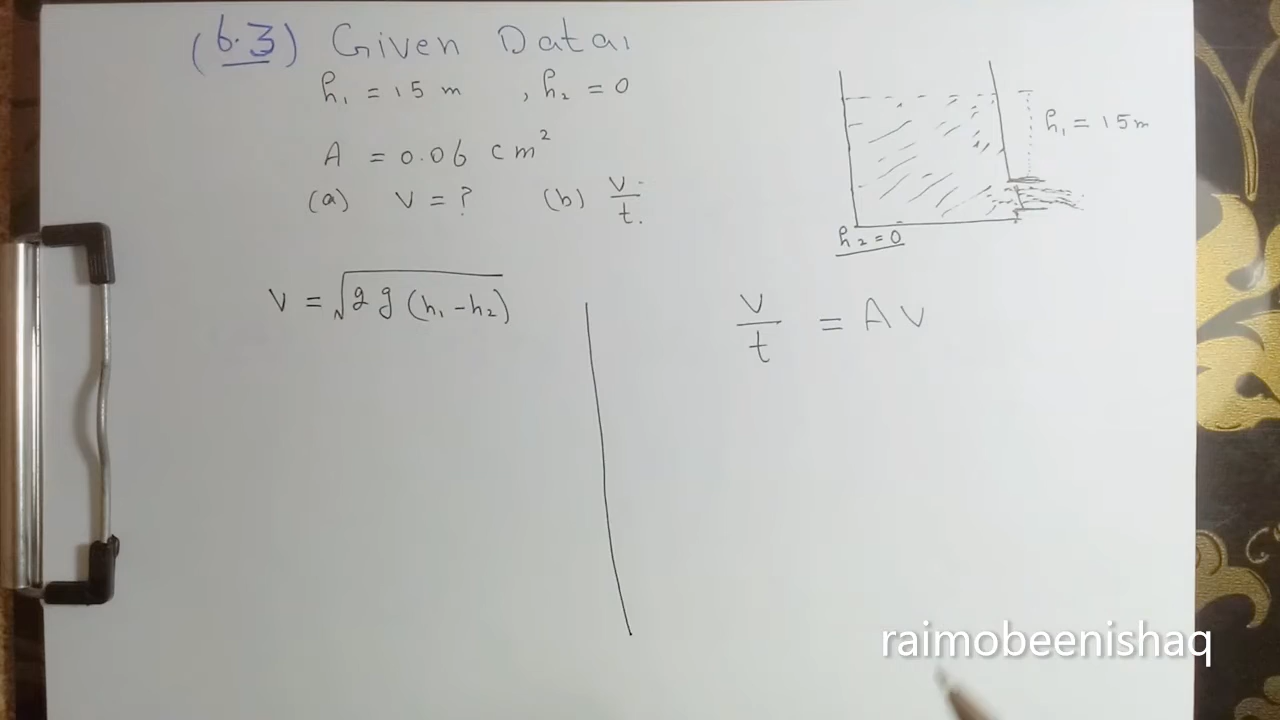 (6.3) Given Data:
h₁ = 15 m , h₂ = 0
A = 0.06 cm²
(a) v = ? (b) V/t.
h₁ = 15m
h₂ = 0
v = √2g(h₁ - h₂)
V/t = AV
raimobeenishaq